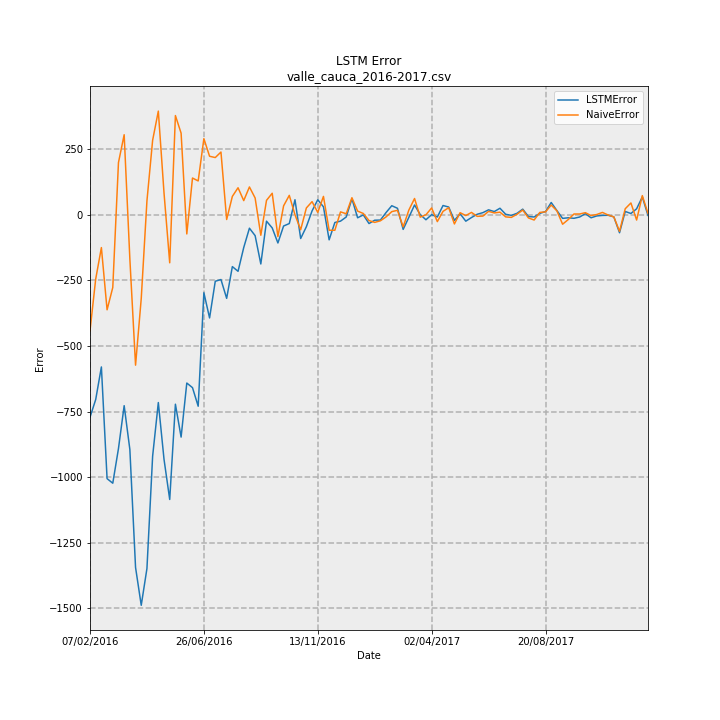 LSTM Error
valle_cauca_2016-2017.csv
LSTMError
NaiveError
Error
250
0
−250
−500
−750
−1000
−1250
−1500
07/02/2016
26/06/2016
13/11/2016
02/04/2017
20/08/2017
Date